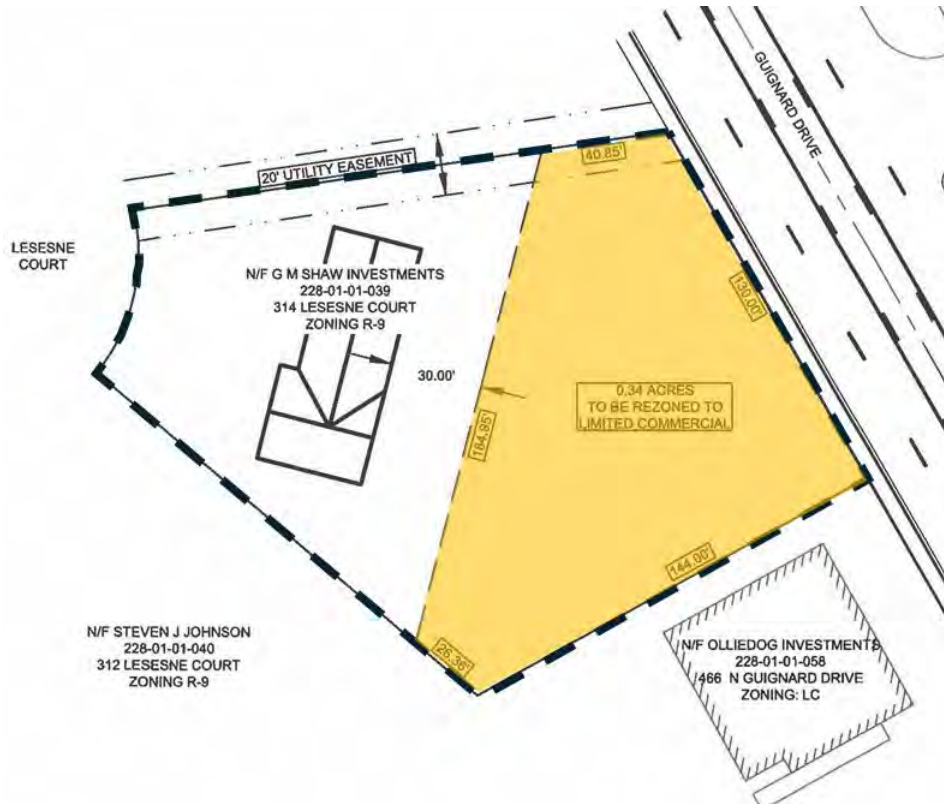 GUIGNARD DRIVE
20' UTILITY EASEMENT
40.85'
LESESNE
COURT
N/F G M SHAW INVESTMENTS
228-01-01-039
314 LESESNE COURT
ZONING R-9
130.00'
30.00'
0.34 ACRES
TO BE REZONED TO
LIMITED COMMERCIAL
184.95'
144.00'
N/F STEVEN J JOHNSON
228-01-01-040
312 LESESNE COURT
ZONING R-9
26.36'
N/F OLLIEDOG INVESTMENTS
228-01-01-058
466 N GUIGNARD DRIVE
ZONING: LC